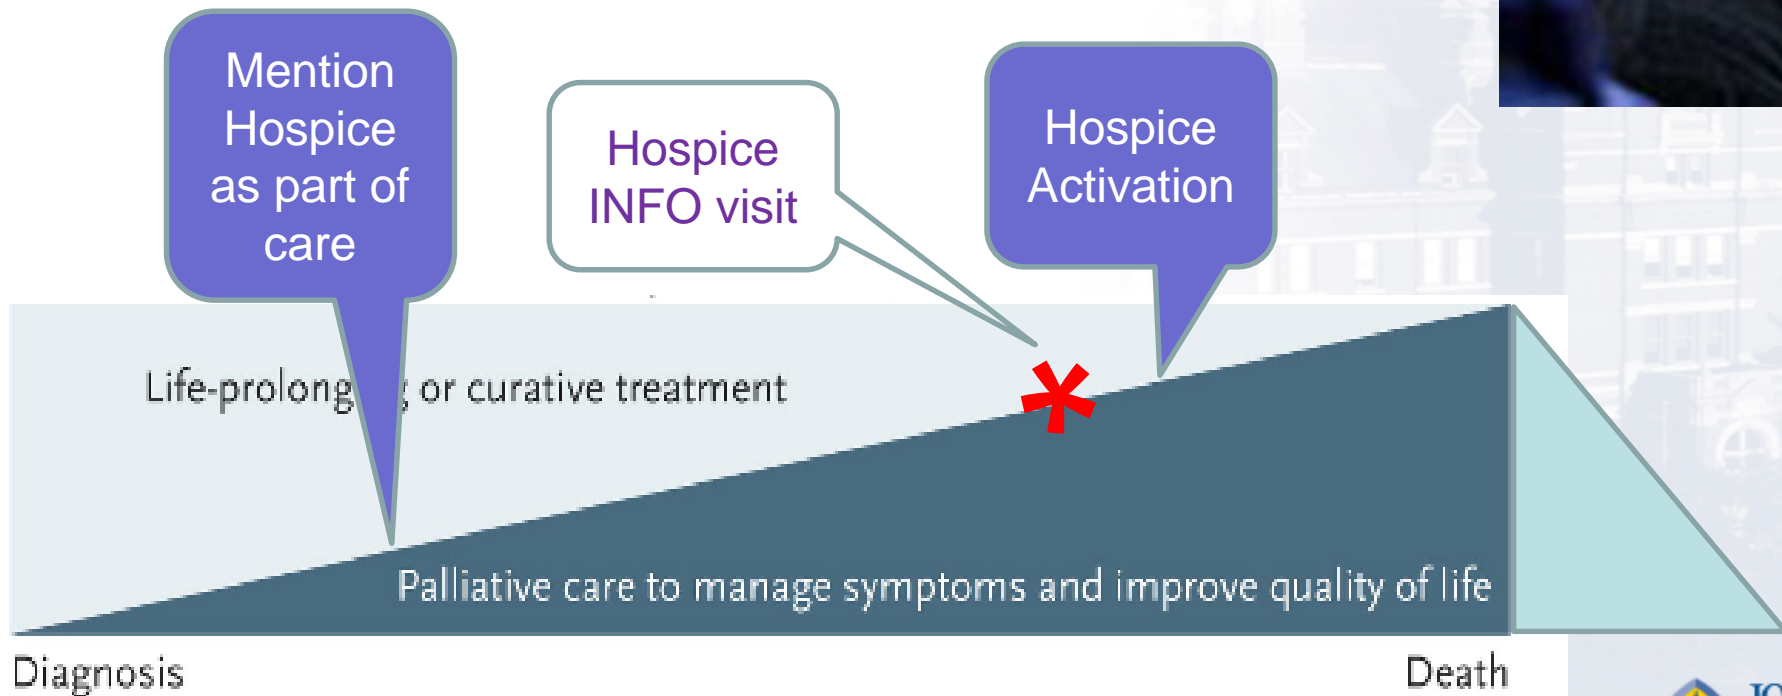 Mention
Hospice
as part of
care
Hospice
INFO visit
Hospice
Activation
Life-prolong g or curative treatment
Palliative care to manage symptoms and improve quality of life
Diagnosis
Death